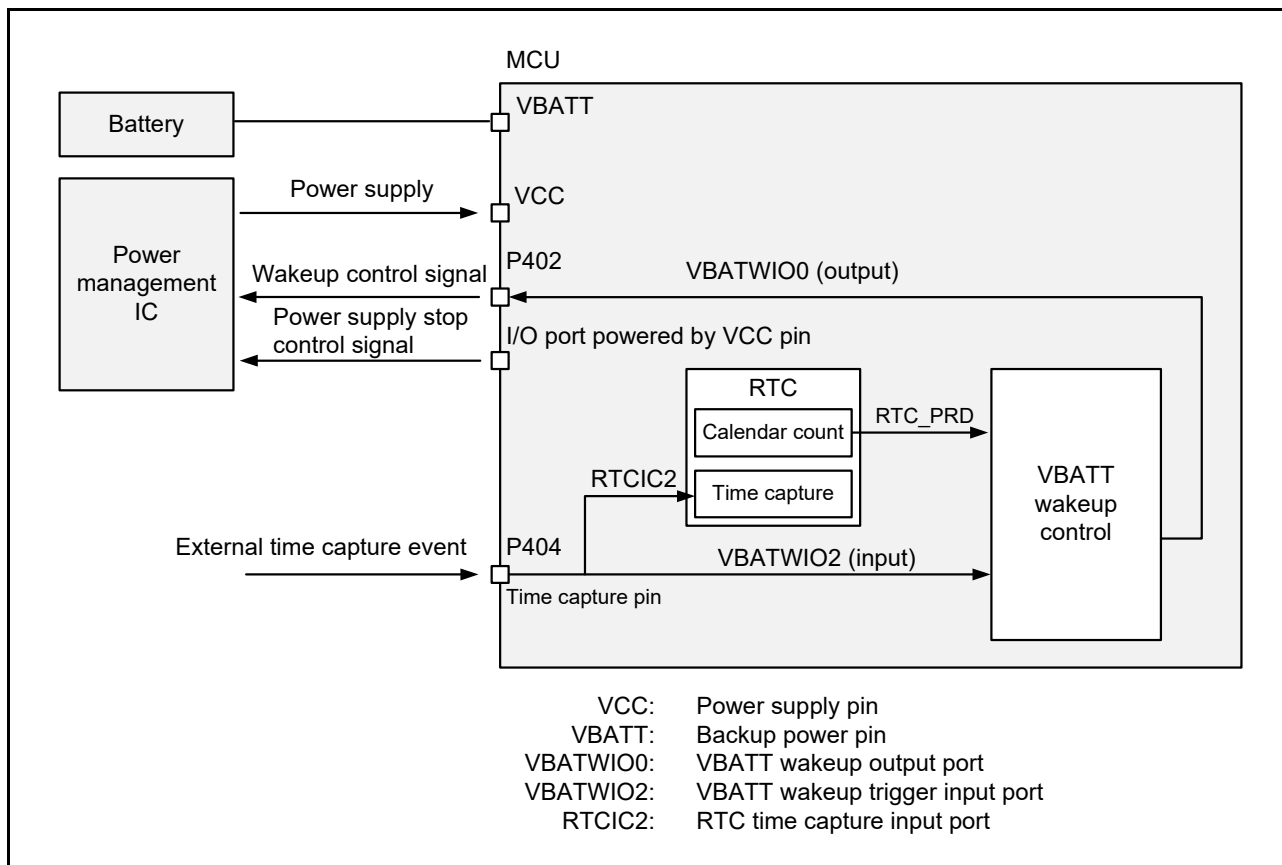 MCU
Battery
VBATT
Power supply
VCC
Power
management
IC
P402
Wakeup control signal
VBATWIO0 (output)
Power supply stop
control signal
I/O port powered by VCC pin
RTC
Calendar count
RTC_PRD
RTCIC2
Time capture
VBATT
wakeup
control
External time capture event
P404
VBATWIO2 (input)
Time capture pin
VCC: Power supply pin
VBATT: Backup power pin
VBATWIO0: VBATT wakeup output port
VBATWIO2: VBATT wakeup trigger input port
RTCIC2: RTC time capture input port